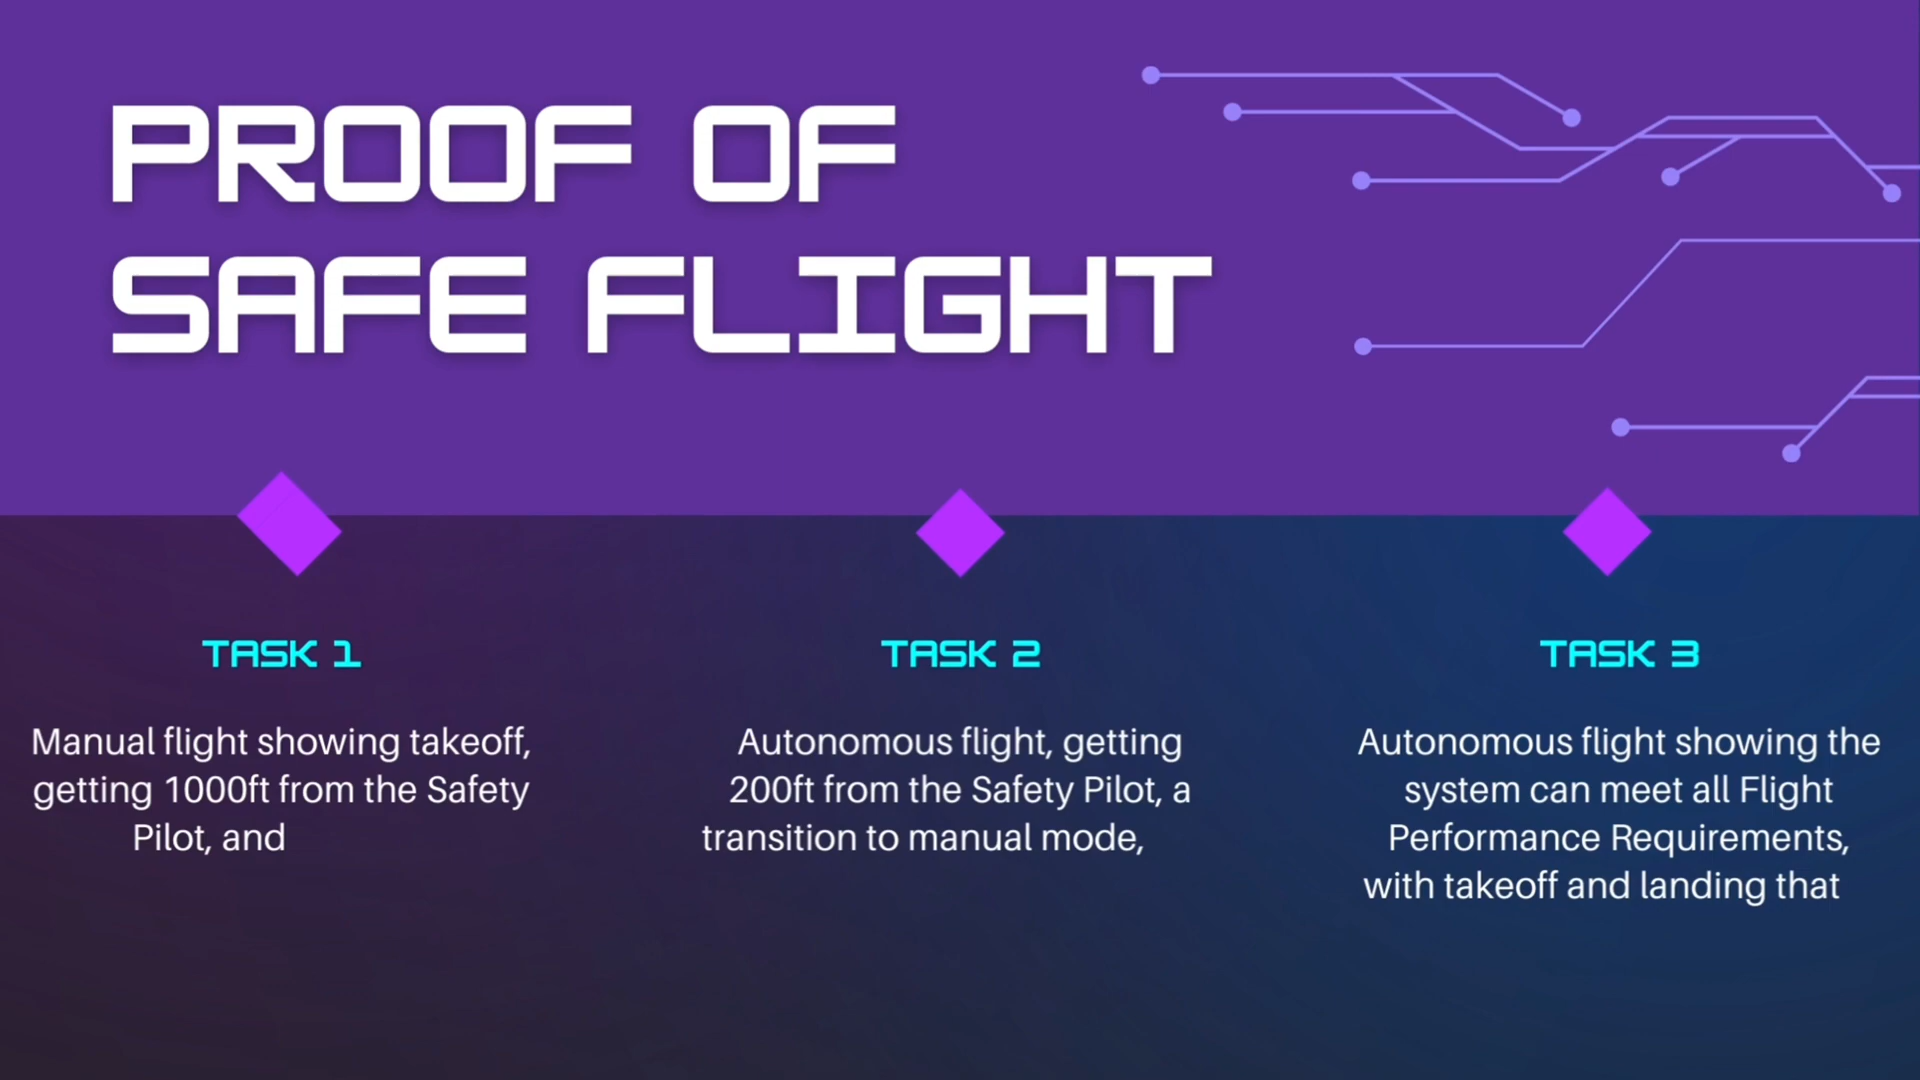 PROOF OF
SAFE FLIGHT
TASK 1
Manual flight showing takeoff,
getting 1000ft from the Safety
Pilot, and
TASK 2
Autonomous flight, getting
200ft from the Safety Pilot, a
transition to manual mode,
TASK 3
Autonomous flight showing the
system can meet all Flight
Performance Requirements,
with takeoff and landing that